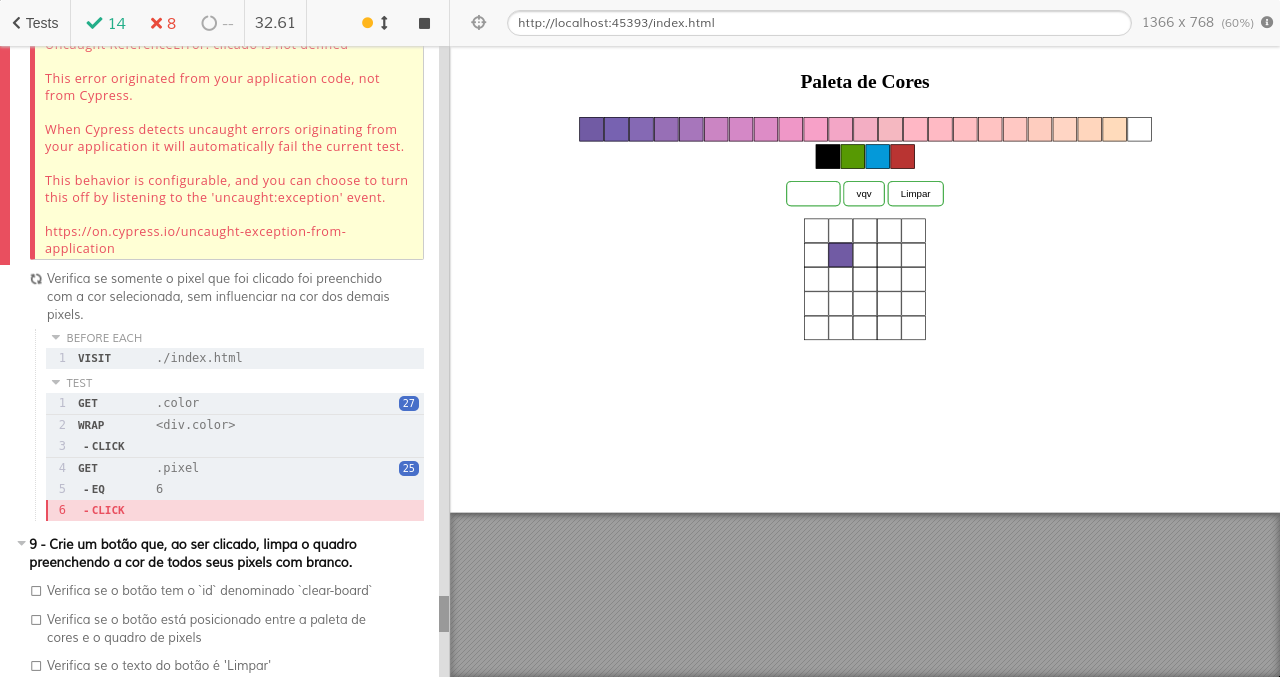 Tests 14 8 -- 32.61
http://localhost:45393/index.html 1366 x 768 (60%)
Uncaught ReferenceError: clicado is not defined
This error originated from your application code, not
from Cypress.
When Cypress detects uncaught errors originating from
your application it will automatically fail the current test.
This behavior is configurable, and you can choose to turn
this off by listening to the 'uncaught:exception' event.
https://on.cypress.io/uncaught-exception-from-
application
Verifica se somente o pixel que foi clicado foi preenchido
com a cor selecionada, sem influenciar na cor dos demais
pixels.
BEFORE EACH
1 VISIT ./index.html
TEST
1 GET .color 27
2 WRAP <div.color>
3 -CLICK
4 GET .pixel 25
5 -EQ 6
6 -CLICK
9 - Crie um botão que, ao ser clicado, limpa o quadro
preenchendo a cor de todos seus pixels com branco.
Verifica se o botão tem o `id` denominado `clear-board`
Verifica se o botão está posicionado entre a paleta de
cores e o quadro de pixels
Verifica se o texto do botão é 'Limpar'
Paleta de Cores
vqv Limpar